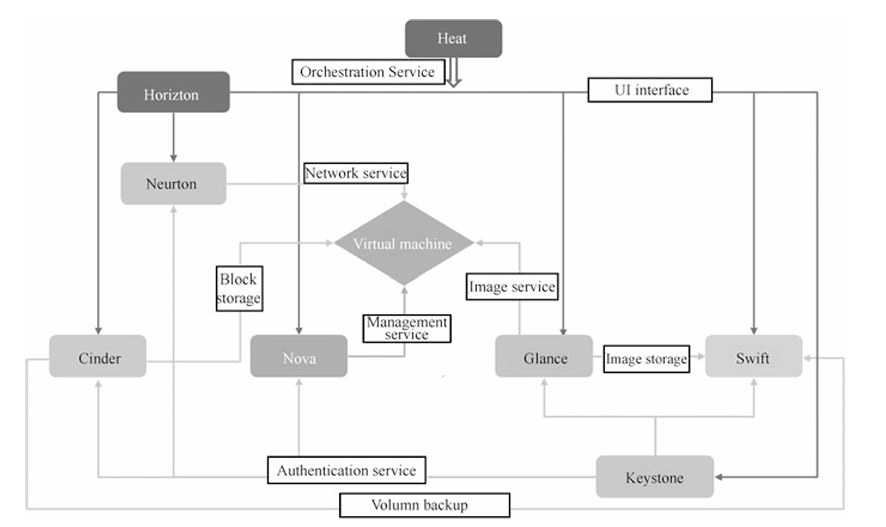 Heat
Orchestration Service
Horizton
UI interface
Neurton
Network service
Virtual machine
Block
storage
Image service
Management
service
Cinder
Nova
Glance
Image storage
Swift
Authentication service
Keystone
Volumn backup